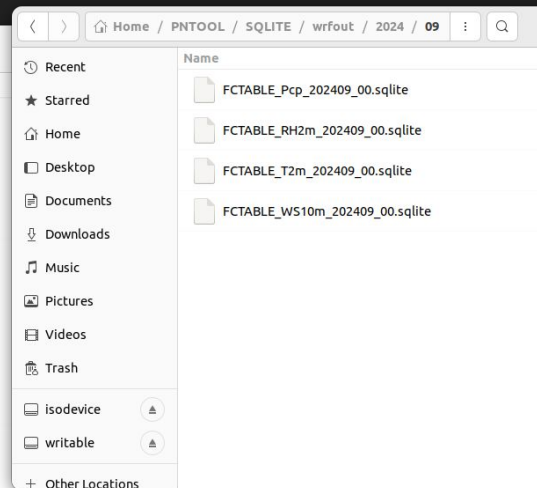 Home / PNTOOL / SQLITE / wrfout / 2024 / 09
Recent
Starred
Home
Desktop
Documents
Downloads
Music
Pictures
Videos
Trash
isodevice
writable
Other Locations
Name
FCTABLE_Pcp_202409_00.sqlite
FCTABLE_RH2m_202409_00.sqlite
FCTABLE_T2m_202409_00.sqlite
FCTABLE_WS10m_202409_00.sqlite